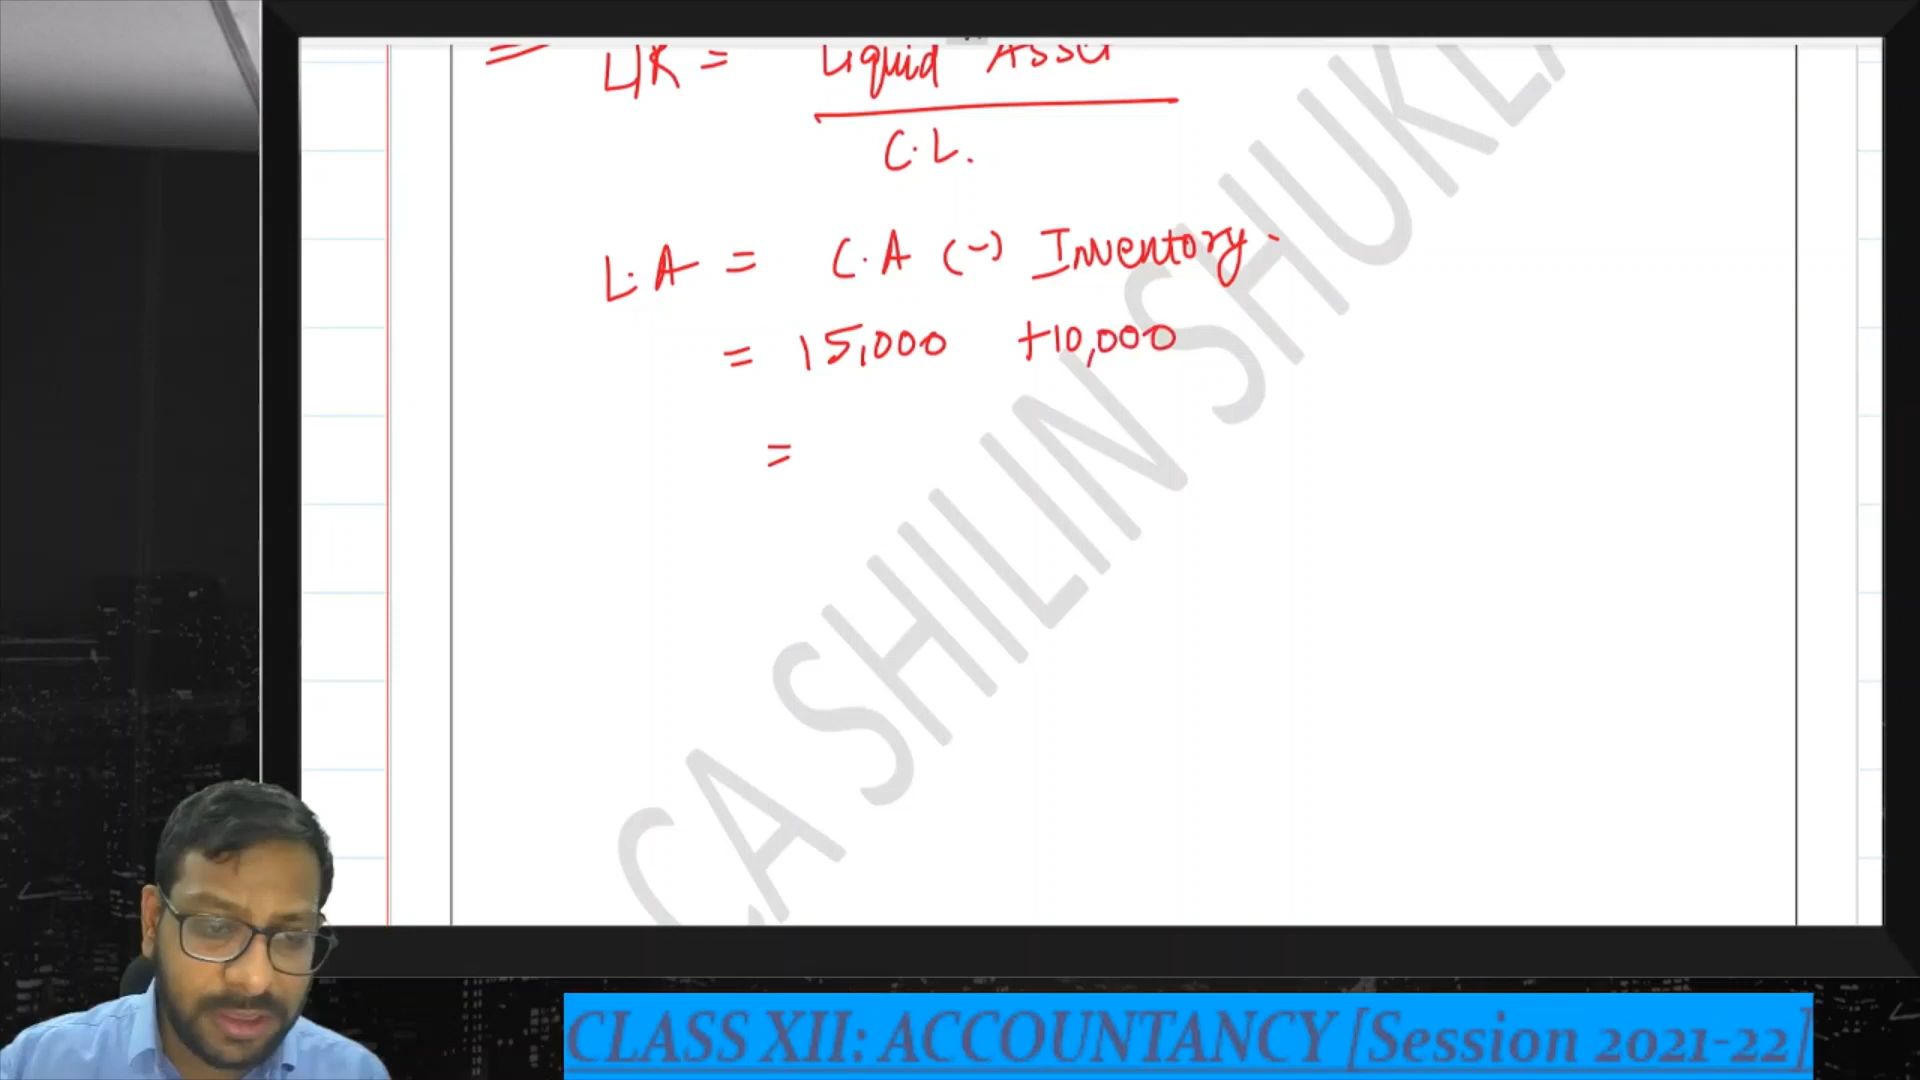 = LR = Liquid Asset
C.L.
L.A = C.A (-) Inventory.
= 15,000 +10,000
=
CA SHILIN SHUKLA
CLASS XII: ACCOUNTANCY [Session 2021-22]